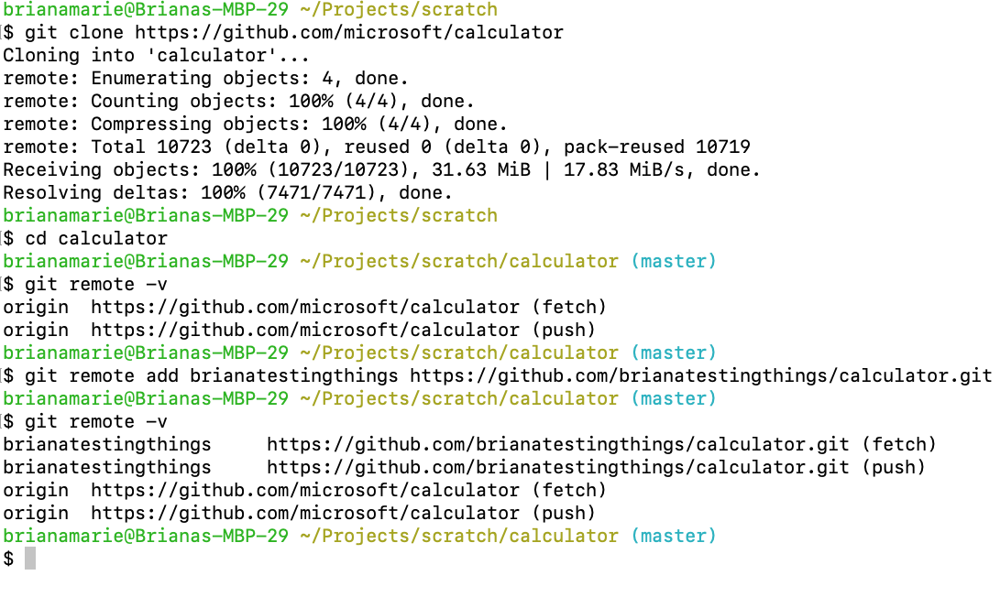 brianamarie@Brianas-MBP-29 ~/Projects/scratch
$ git clone https://github.com/microsoft/calculator
Cloning into 'calculator'...
remote: Enumerating objects: 4, done.
remote: Counting objects: 100% (4/4), done.
remote: Compressing objects: 100% (4/4), done.
remote: Total 10723 (delta 0), reused 0 (delta 0), pack-reused 10719
Receiving objects: 100% (10723/10723), 31.63 MiB | 17.83 MiB/s, done.
Resolving deltas: 100% (7471/7471), done.
brianamarie@Brianas-MBP-29 ~/Projects/scratch
$ cd calculator
brianamarie@Brianas-MBP-29 ~/Projects/scratch/calculator (master)
$ git remote -v
origin  https://github.com/microsoft/calculator (fetch)
origin  https://github.com/microsoft/calculator (push)
brianamarie@Brianas-MBP-29 ~/Projects/scratch/calculator (master)
$ git remote add brianatestingthings https://github.com/brianatestingthings/calculator.git
brianamarie@Brianas-MBP-29 ~/Projects/scratch/calculator (master)
$ git remote -v
brianatestingthings     https://github.com/brianatestingthings/calculator.git (fetch)
brianatestingthings     https://github.com/brianatestingthings/calculator.git (push)
origin  https://github.com/microsoft/calculator (fetch)
origin  https://github.com/microsoft/calculator (push)
brianamarie@Brianas-MBP-29 ~/Projects/scratch/calculator (master)
$